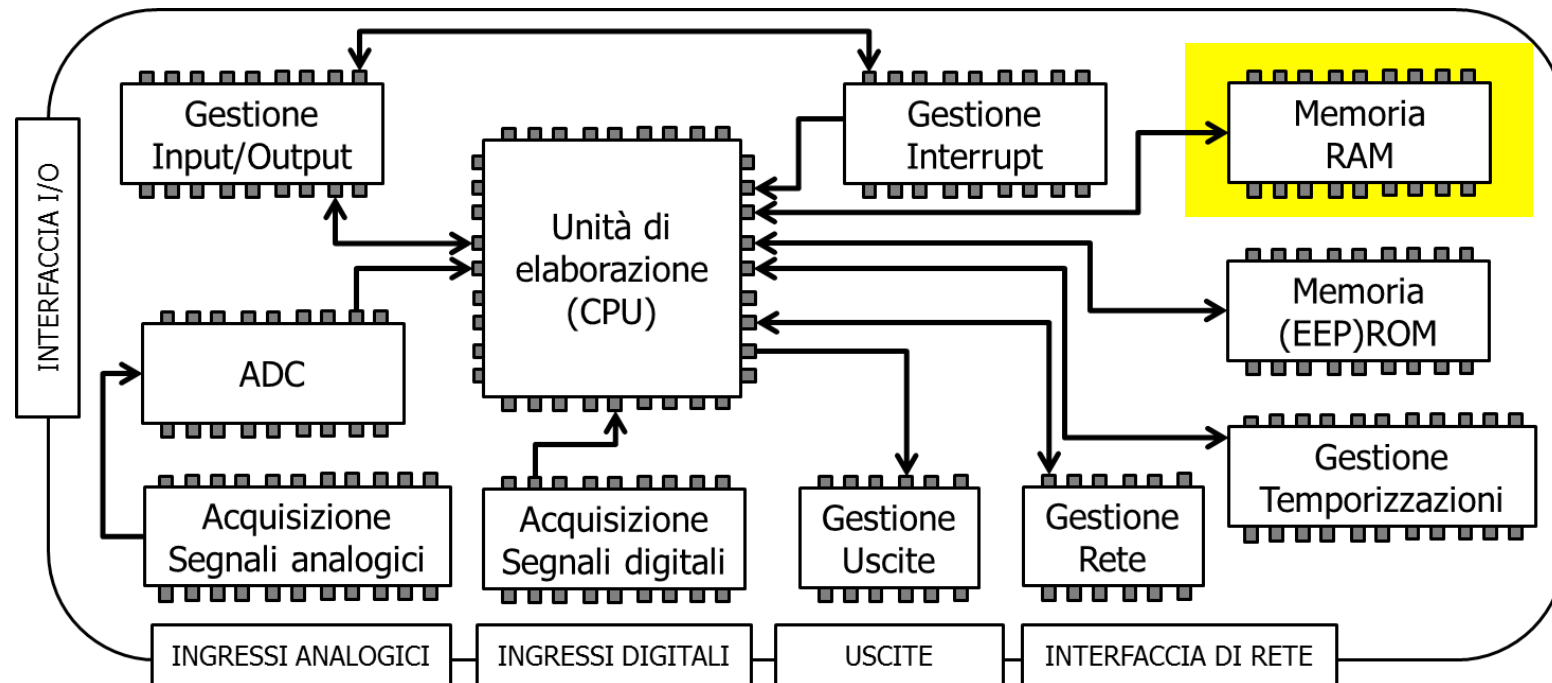 INTERFACCIA I/O
Gestione
Input/Output
Gestione
Interrupt
Memoria
RAM
Unità di
elaborazione
(CPU)
Memoria
(EEP)ROM
ADC
Gestione
Temporizzazioni
Acquisizione
Segnali analogici
Acquisizione
Segnali digitali
Gestione
Uscite
Gestione
Rete
INGRESSI ANALOGICI
INGRESSI DIGITALI
USCITE
INTERFACCIA DI RETE